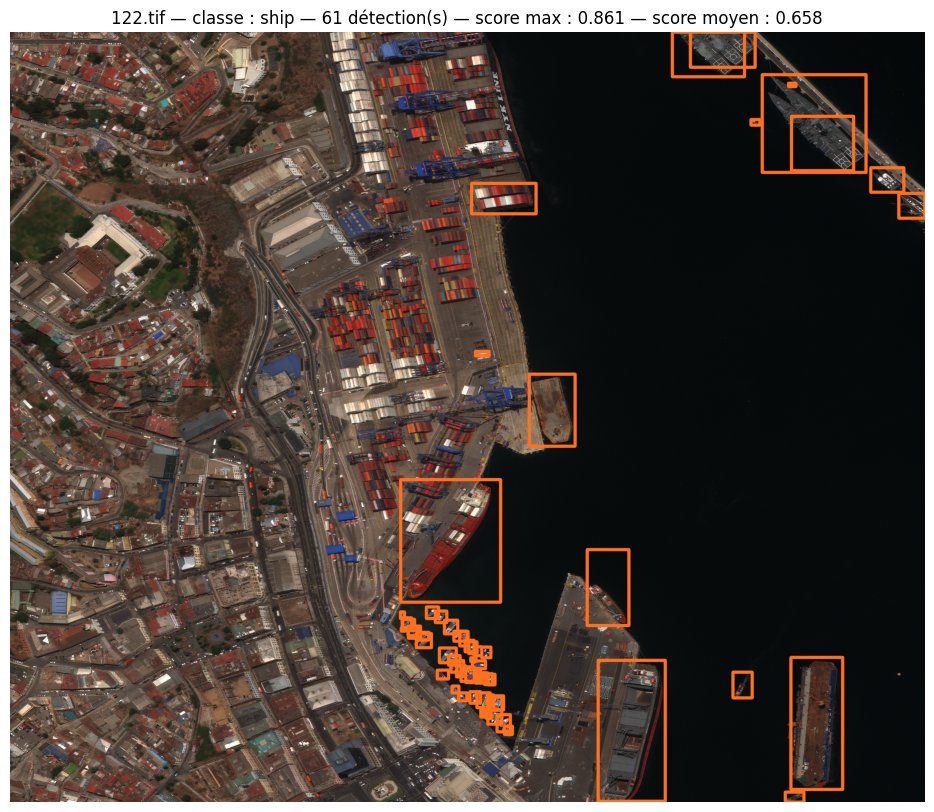 122.tif — classe : ship — 61 détection(s) — score max : 0.861 — score moyen : 0.658